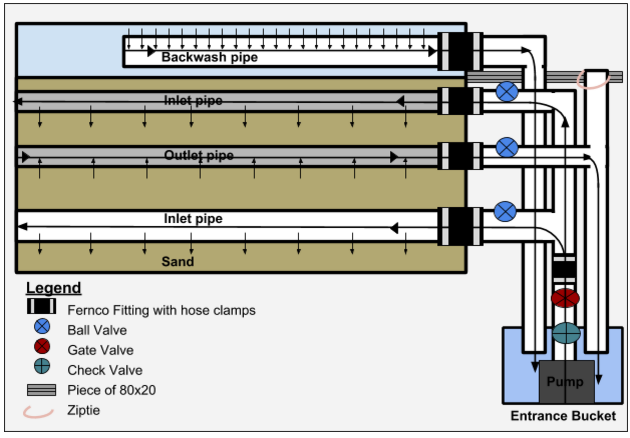 Backwash pipe
Inlet pipe
Outlet pipe
Inlet pipe
Sand
Legend
Fernco Fitting with hose clamps
Ball Valve
Gate Valve
Check Valve
Piece of 80x20
Ziptie
Pump
Entrance Bucket